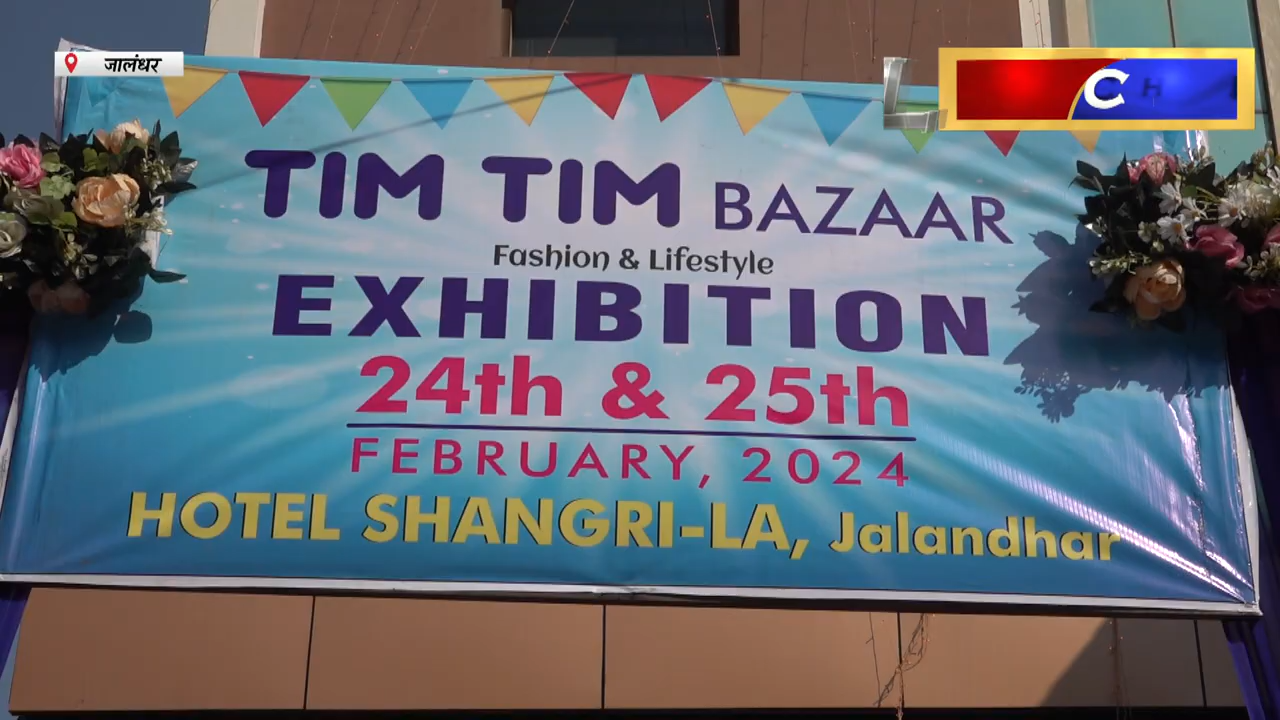 जालंधर
TIM TIM BAZAAR
Fashion & Lifestyle
EXHIBITION
24th & 25th
FEBRUARY, 2024
HOTEL SHANGRI-LA, Jalandhar